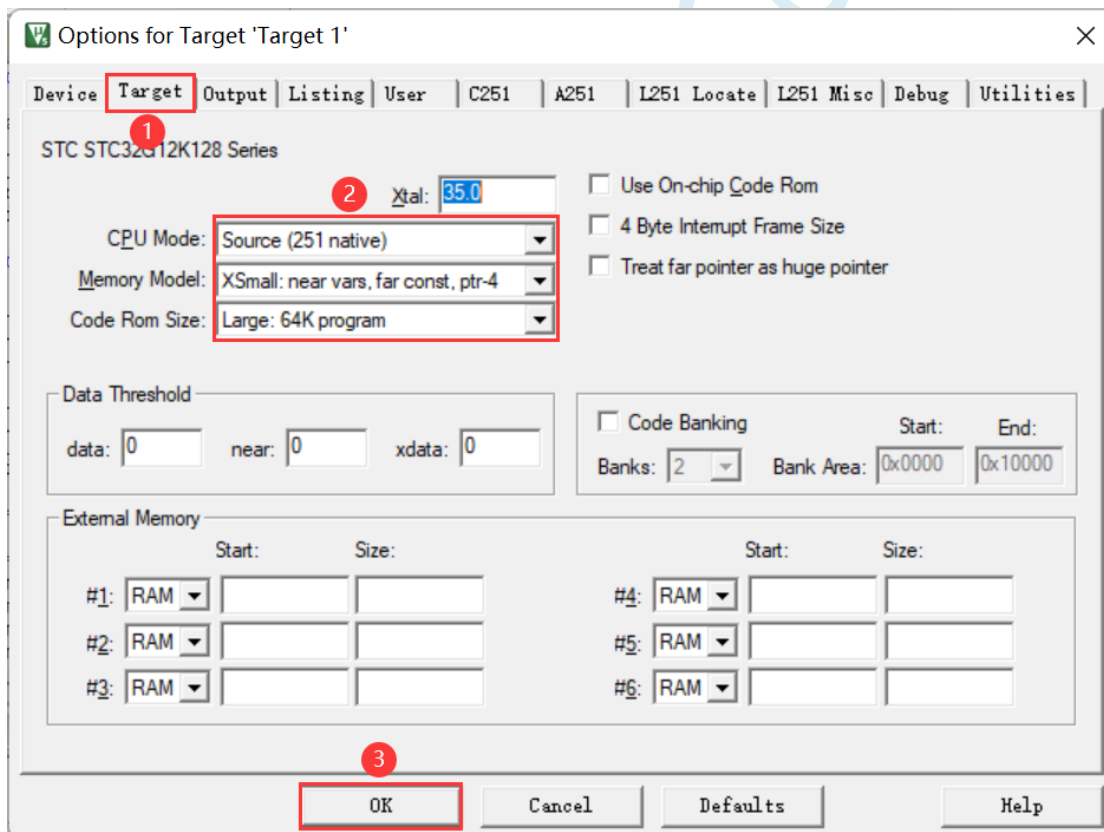 Options for Target 'Target 1'
Device Target Output Listing User C251 A251 L251 Locate L251 Misc Debug Utilities
1
STC STC32G12K128 Series
2
Xtal: 35.0
Use On-chip Code Rom
CPU Mode: Source (251 native)
4 Byte Interrupt Frame Size
Memory Model: XSmall: near vars, far const, ptr-4
Treat far pointer as huge pointer
Code Rom Size: Large: 64K program
Data Threshold
data: 0 near: 0 xdata: 0
Code Banking Start: End:
Banks: 2 Bank Area: 0x0000 0x10000
External Memory
Start: Size: Start: Size:
#1: RAM #4: RAM
#2: RAM #5: RAM
#3: RAM #6: RAM
3
OK Cancel Defaults Help